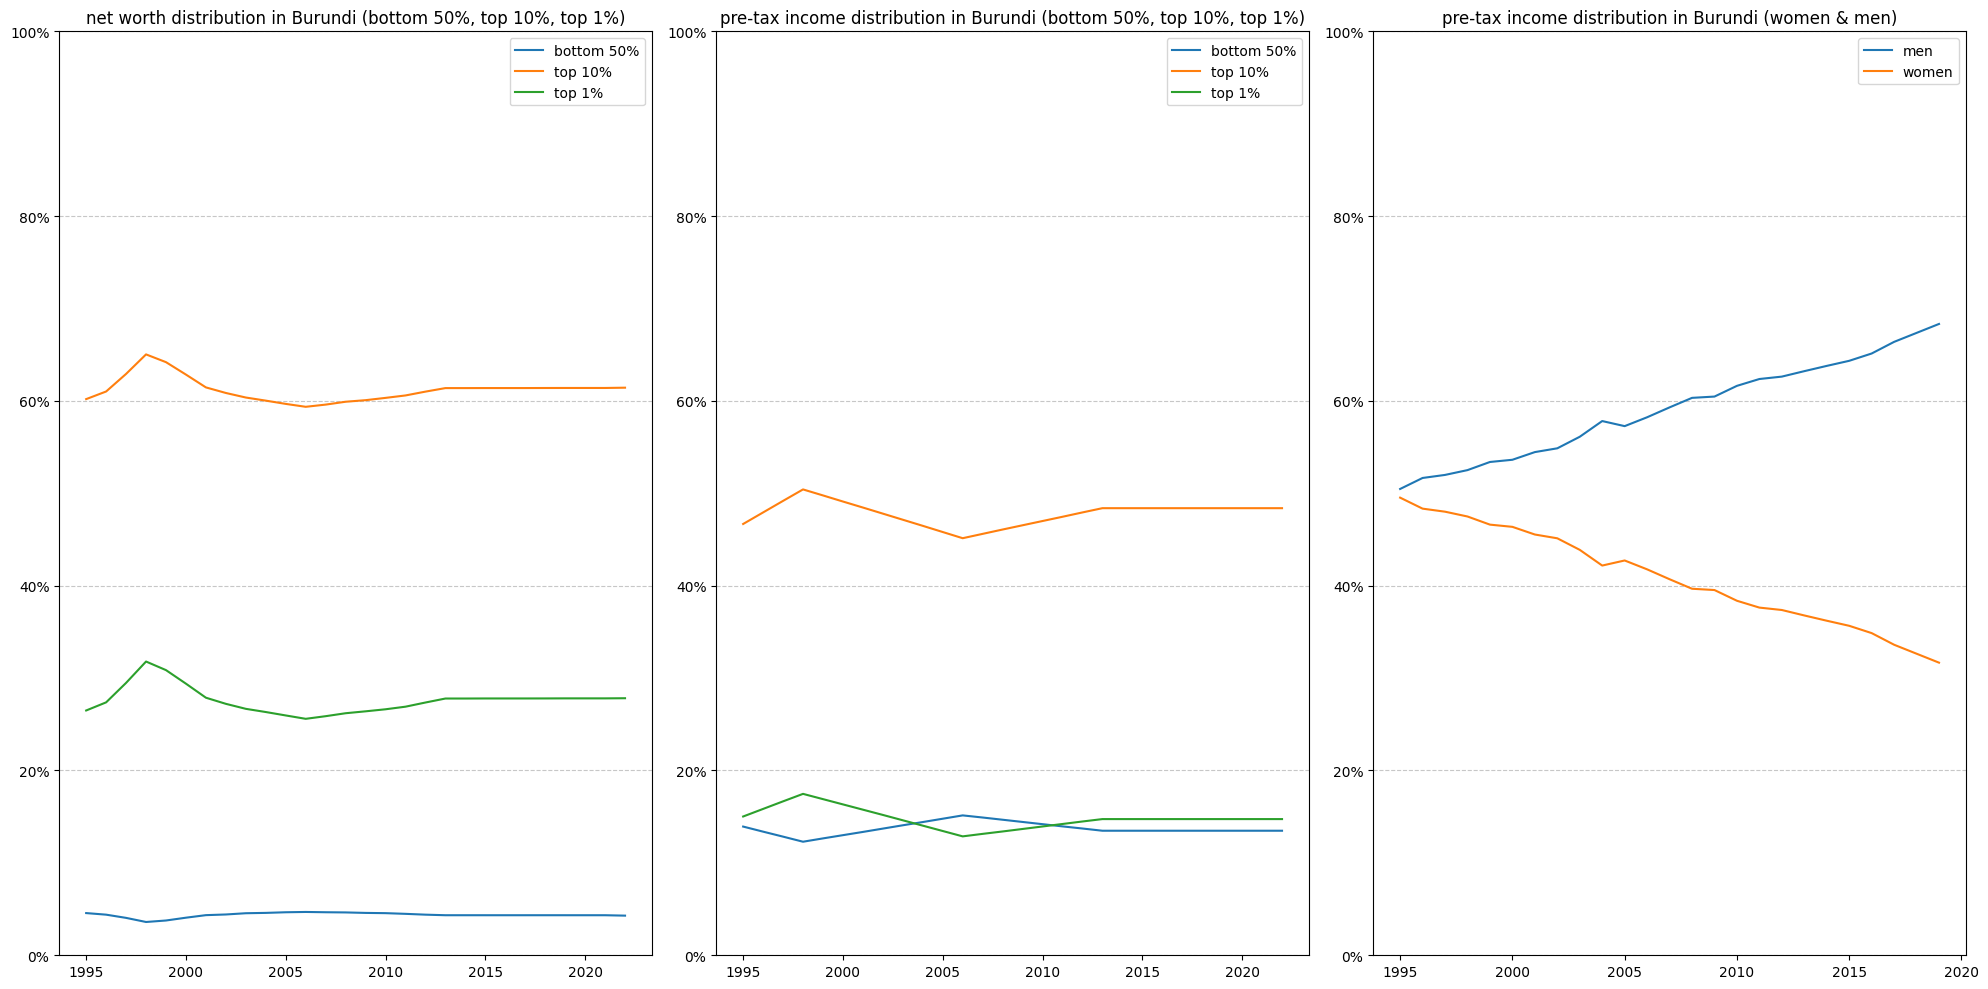 net worth distribution in Burundi (bottom 50%, top 10%, top 1%)
100%
80%
60%
40%
20%
0%
1995 2000 2005 2010 2015 2020
bottom 50%
top 10%
top 1%
pre-tax income distribution in Burundi (bottom 50%, top 10%, top 1%)
100%
80%
60%
40%
20%
0%
1995 2000 2005 2010 2015 2020
bottom 50%
top 10%
top 1%
pre-tax income distribution in Burundi (women & men)
100%
80%
60%
40%
20%
0%
1995 2000 2005 2010 2015 2020
men
women